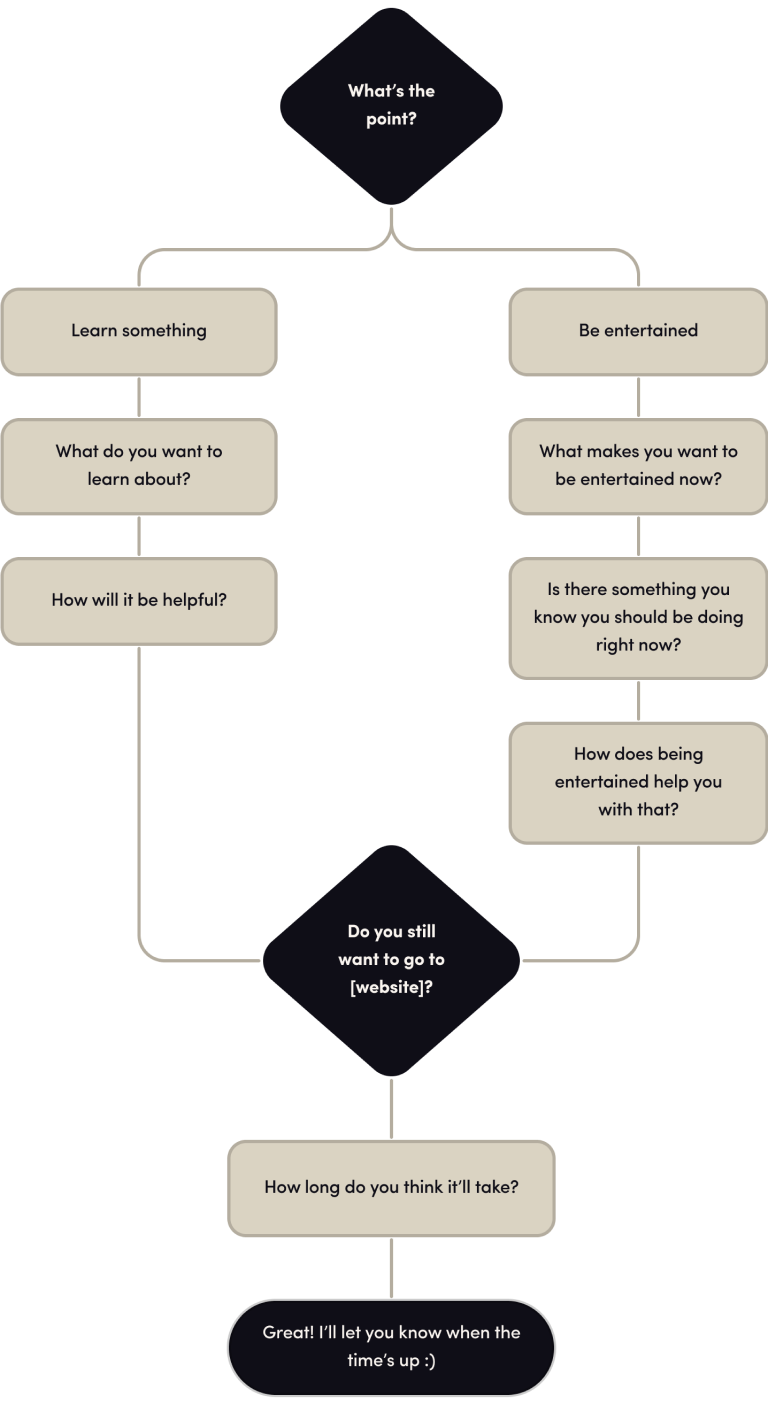 What's the
point?
Learn something
Be entertained
What do you want to
learn about?
What makes you want to
be entertained now?
How will it be helpful?
Is there something you
know you should be doing
right now?
How does being
entertained help you
with that?
Do you still
want to go to
[website]?
How long do you think it'll take?
Great! I'll let you know when the
time's up :)